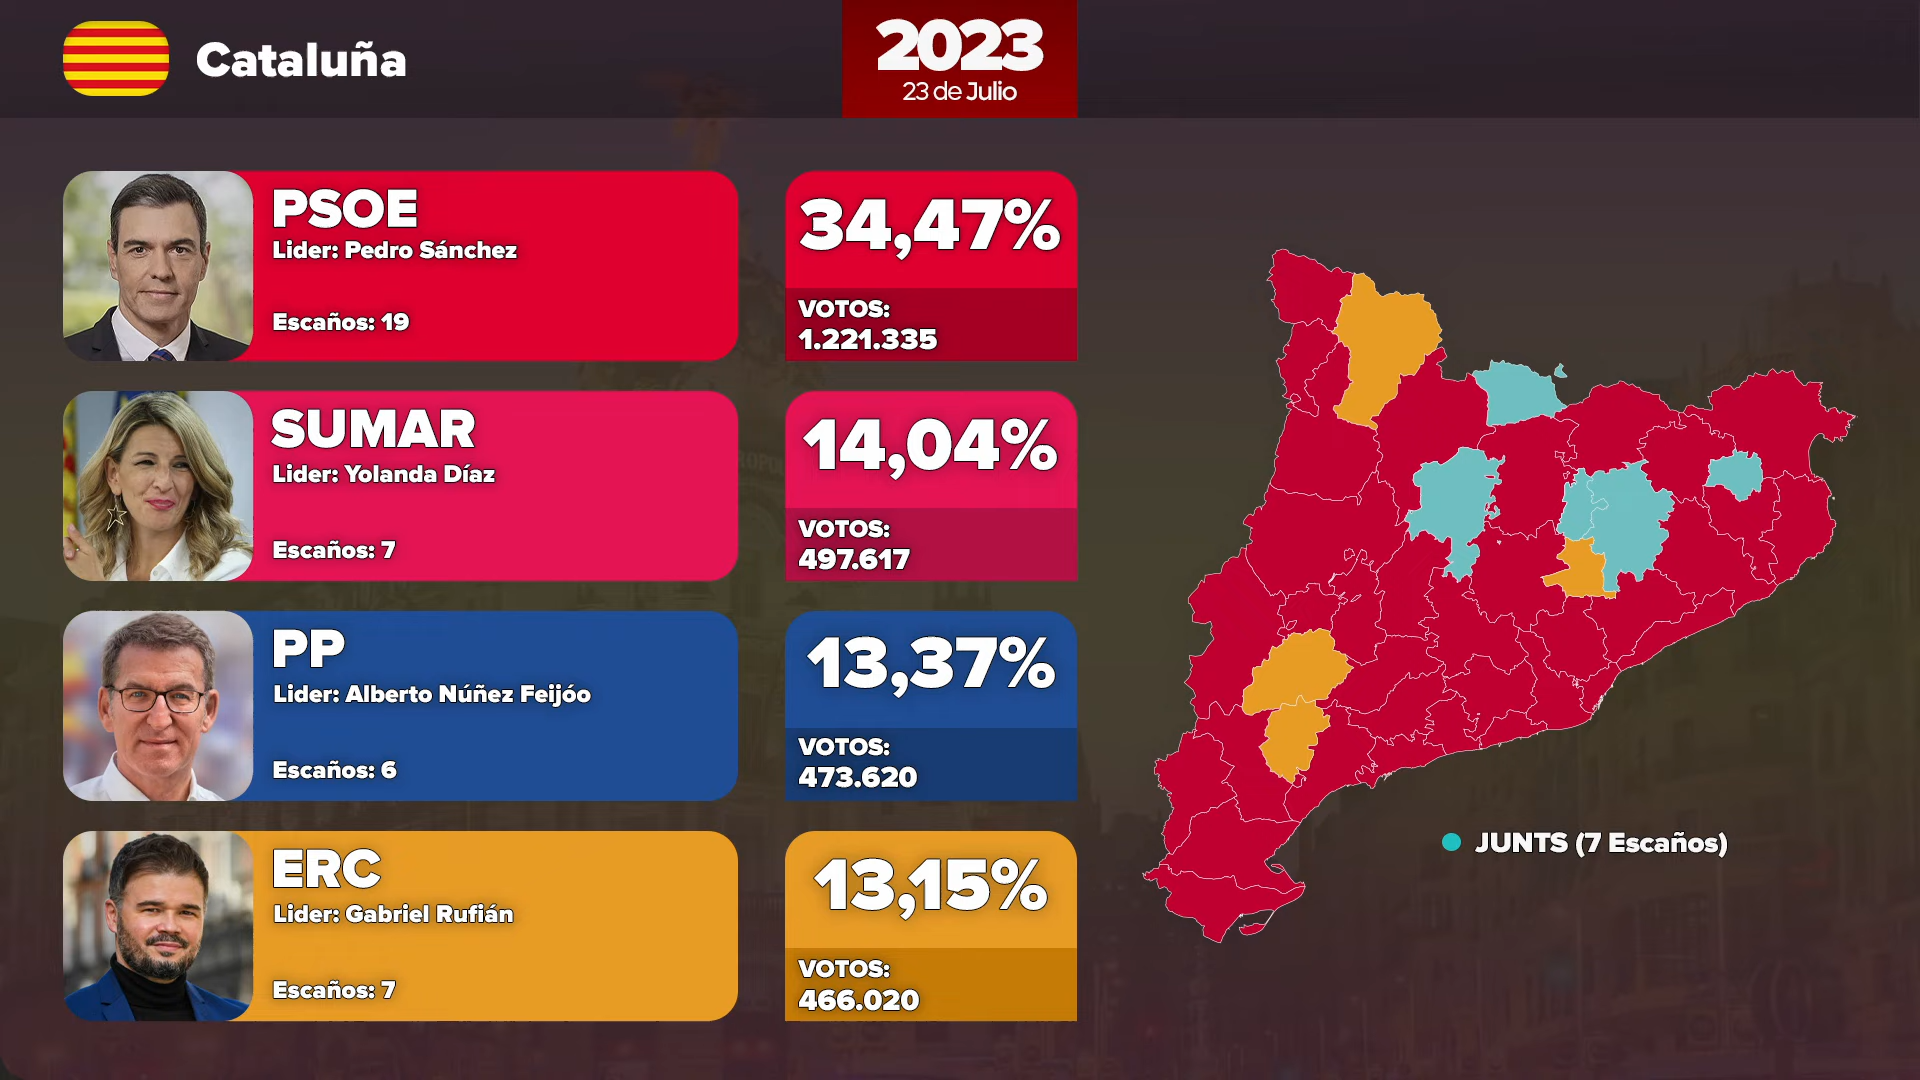 Cataluña
2023
23 de Julio
PSOE
Lider: Pedro Sánchez
Escaños: 19
34,47%
VOTOS:
1.221.335
SUMAR
Lider: Yolanda Díaz
Escaños: 7
14,04%
VOTOS:
497.617
PP
Lider: Alberto Núñez Feijóo
Escaños: 6
13,37%
VOTOS:
473.620
ERC
Lider: Gabriel Rufián
Escaños: 7
13,15%
VOTOS:
466.020
JUNTS (7 Escaños)